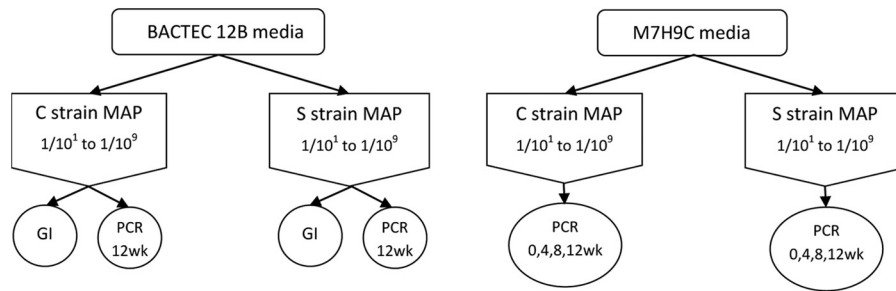 BACTEC 12B media
M7H9C media
C strain MAP
1/10¹ to 1/10⁹
S strain MAP
1/10¹ to 1/10⁹
C strain MAP
1/10¹ to 1/10⁹
S strain MAP
1/10¹ to 1/10⁹
GI
PCR
12wk
GI
PCR
12wk
PCR
0,4,8,12wk
PCR
0,4,8,12wk